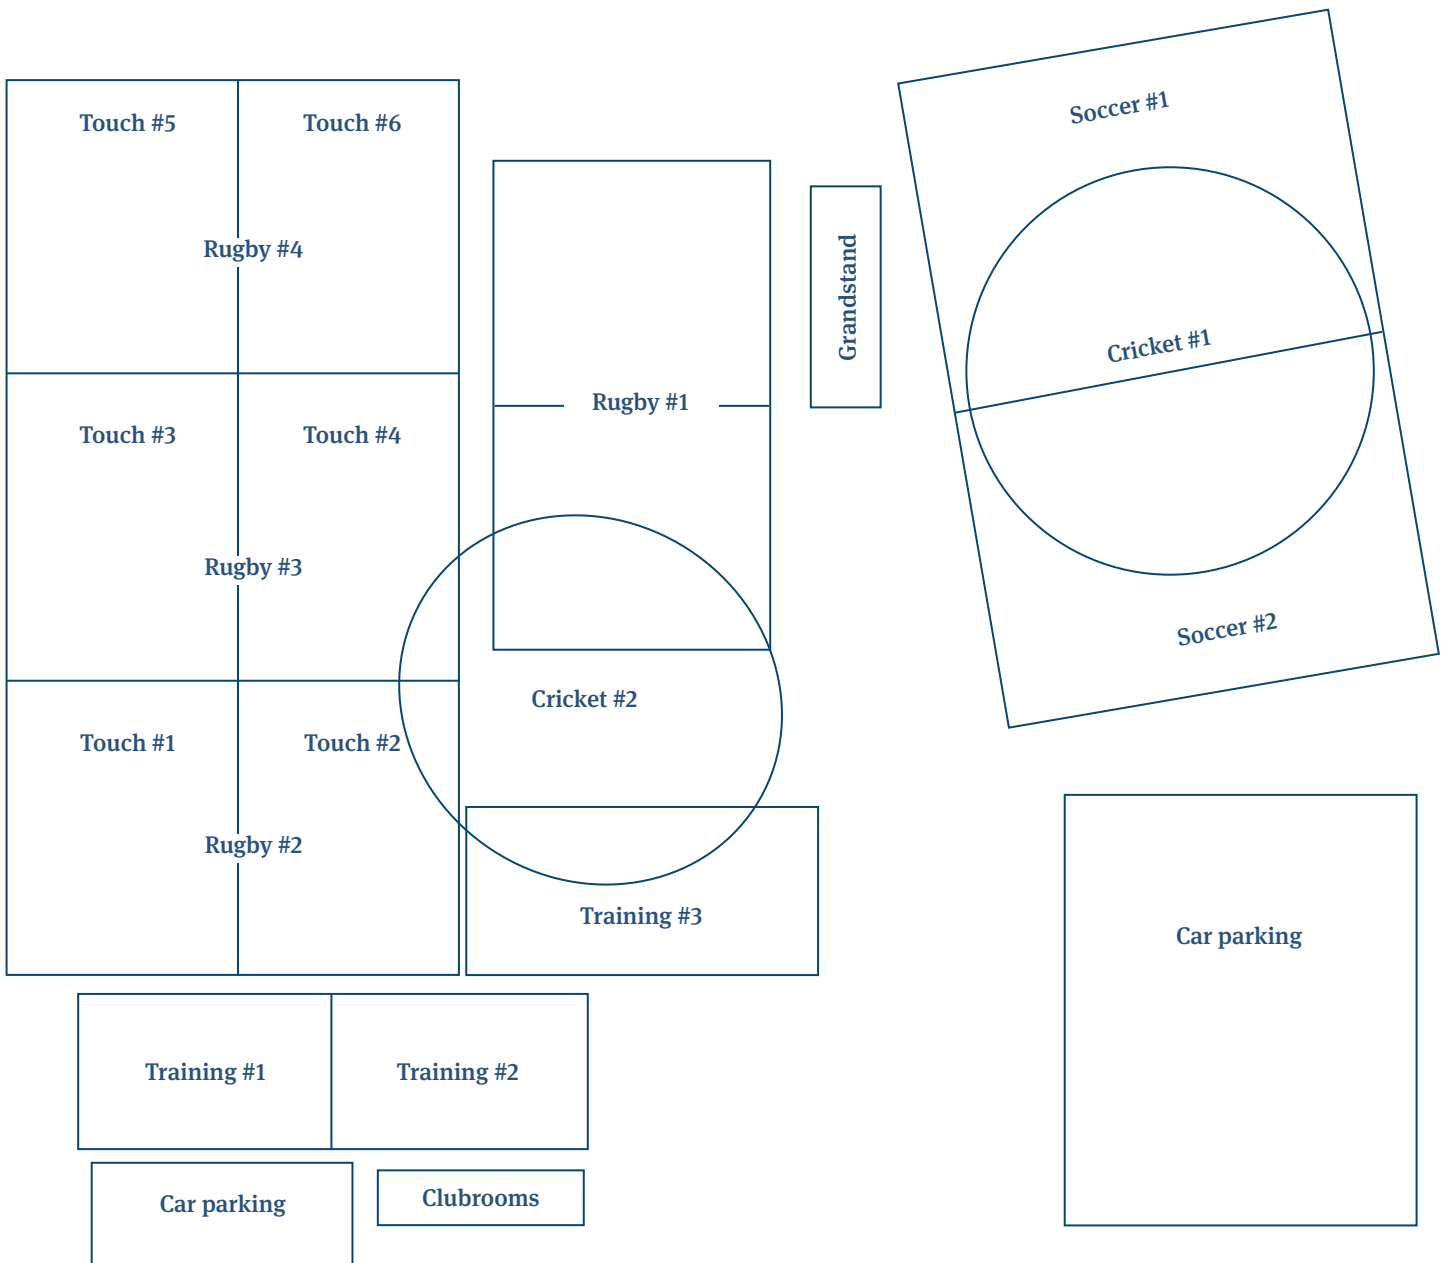 Touch #5
Touch #6
Rugby #4
Touch #3
Touch #4
Rugby #3
Touch #1
Touch #2
Rugby #2
Rugby #1
Cricket #2
Training #3
Grandstand
Soccer #1
Cricket #1
Soccer #2
Car parking
Training #1
Training #2
Car parking
Clubrooms